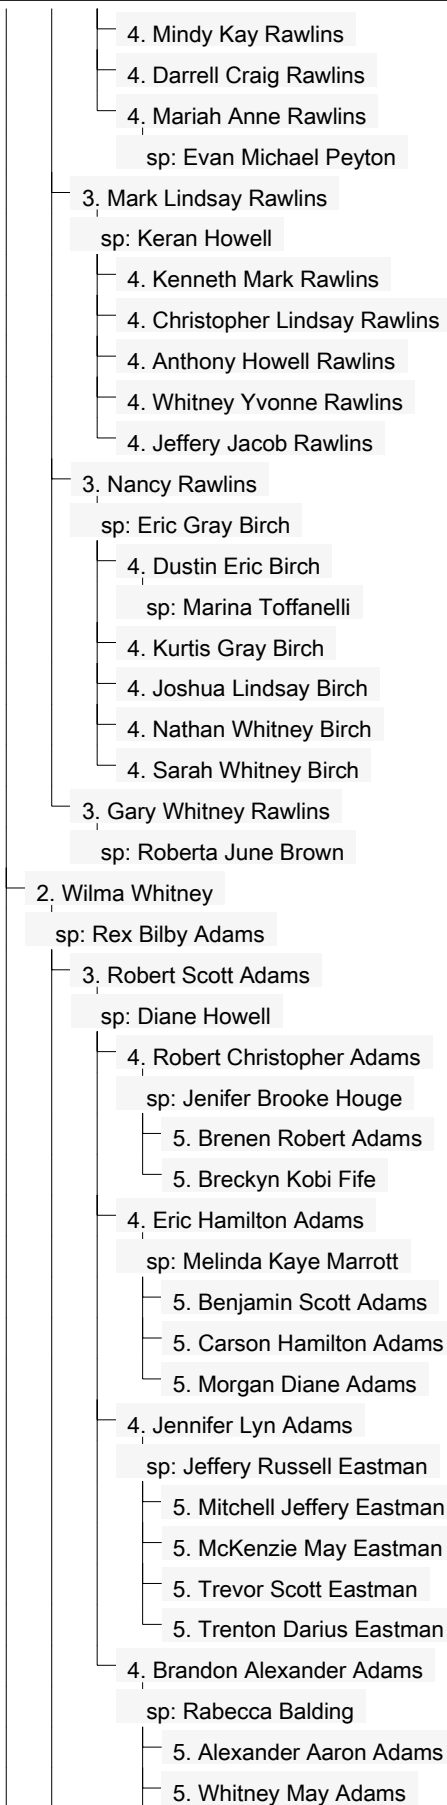 4. Mindy Kay Rawlins
4. Darrell Craig Rawlins
4. Mariah Anne Rawlins
sp: Evan Michael Peyton
3. Mark Lindsay Rawlins
sp: Keran Howell
4. Kenneth Mark Rawlins
4. Christopher Lindsay Rawlins
4. Anthony Howell Rawlins
4. Whitney Yvonne Rawlins
4. Jeffery Jacob Rawlins
3. Nancy Rawlins
sp: Eric Gray Birch
4. Dustin Eric Birch
sp: Marina Toffanelli
4. Kurtis Gray Birch
4. Joshua Lindsay Birch
4. Nathan Whitney Birch
4. Sarah Whitney Birch
3. Gary Whitney Rawlins
sp: Roberta June Brown
2. Wilma Whitney
sp: Rex Bilby Adams
3. Robert Scott Adams
sp: Diane Howell
4. Robert Christopher Adams
sp: Jenifer Brooke Houge
5. Brenen Robert Adams
5. Breckyn Kobi Fife
4. Eric Hamilton Adams
sp: Melinda Kaye Marrott
5. Benjamin Scott Adams
5. Carson Hamilton Adams
5. Morgan Diane Adams
4. Jennifer Lyn Adams
sp: Jeffery Russell Eastman
5. Mitchell Jeffery Eastman
5. McKenzie May Eastman
5. Trevor Scott Eastman
5. Trenton Darius Eastman
4. Brandon Alexander Adams
sp: Rabecca Balding
5. Alexander Aaron Adams
5. Whitney May Adams